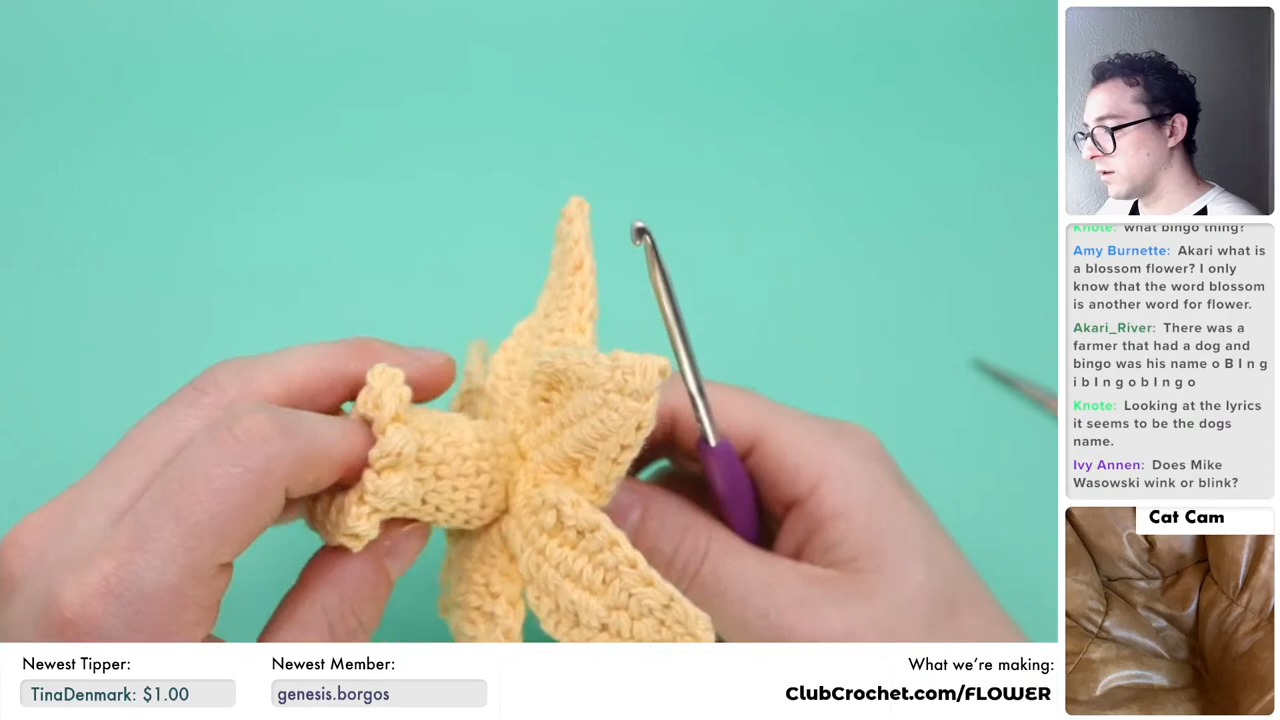 Knote: what bingo thing?
Amy Burnette: Akari what is
a blossom flower? I only
know that the word blossom
is another word for flower.
Akari_River: There was a
farmer that had a dog and
bingo was his name o B I n g
i b I n g o b I n g o
Knote: Looking at the lyrics
it seems to be the dogs
name.
Ivy Annen: Does Mike
Wasowski wink or blink?
Cat Cam
Newest Tipper:
TinaDenmark: $1.00
Newest Member:
genesis.borgos
What we're making:
ClubCrochet.com/FLOWER